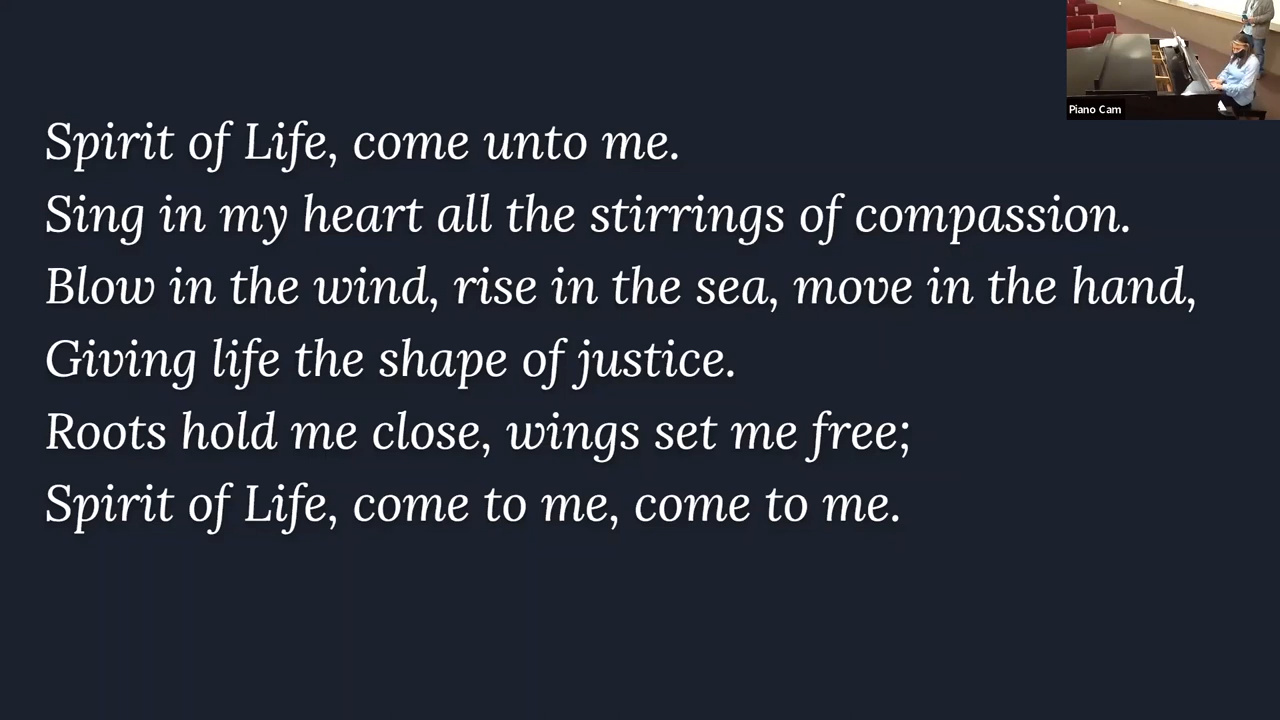 Spirit of Life, come unto me.
Sing in my heart all the stirrings of compassion.
Blow in the wind, rise in the sea, move in the hand,
Giving life the shape of justice.
Roots hold me close, wings set me free;
Spirit of Life, come to me, come to me.
Piano Cam